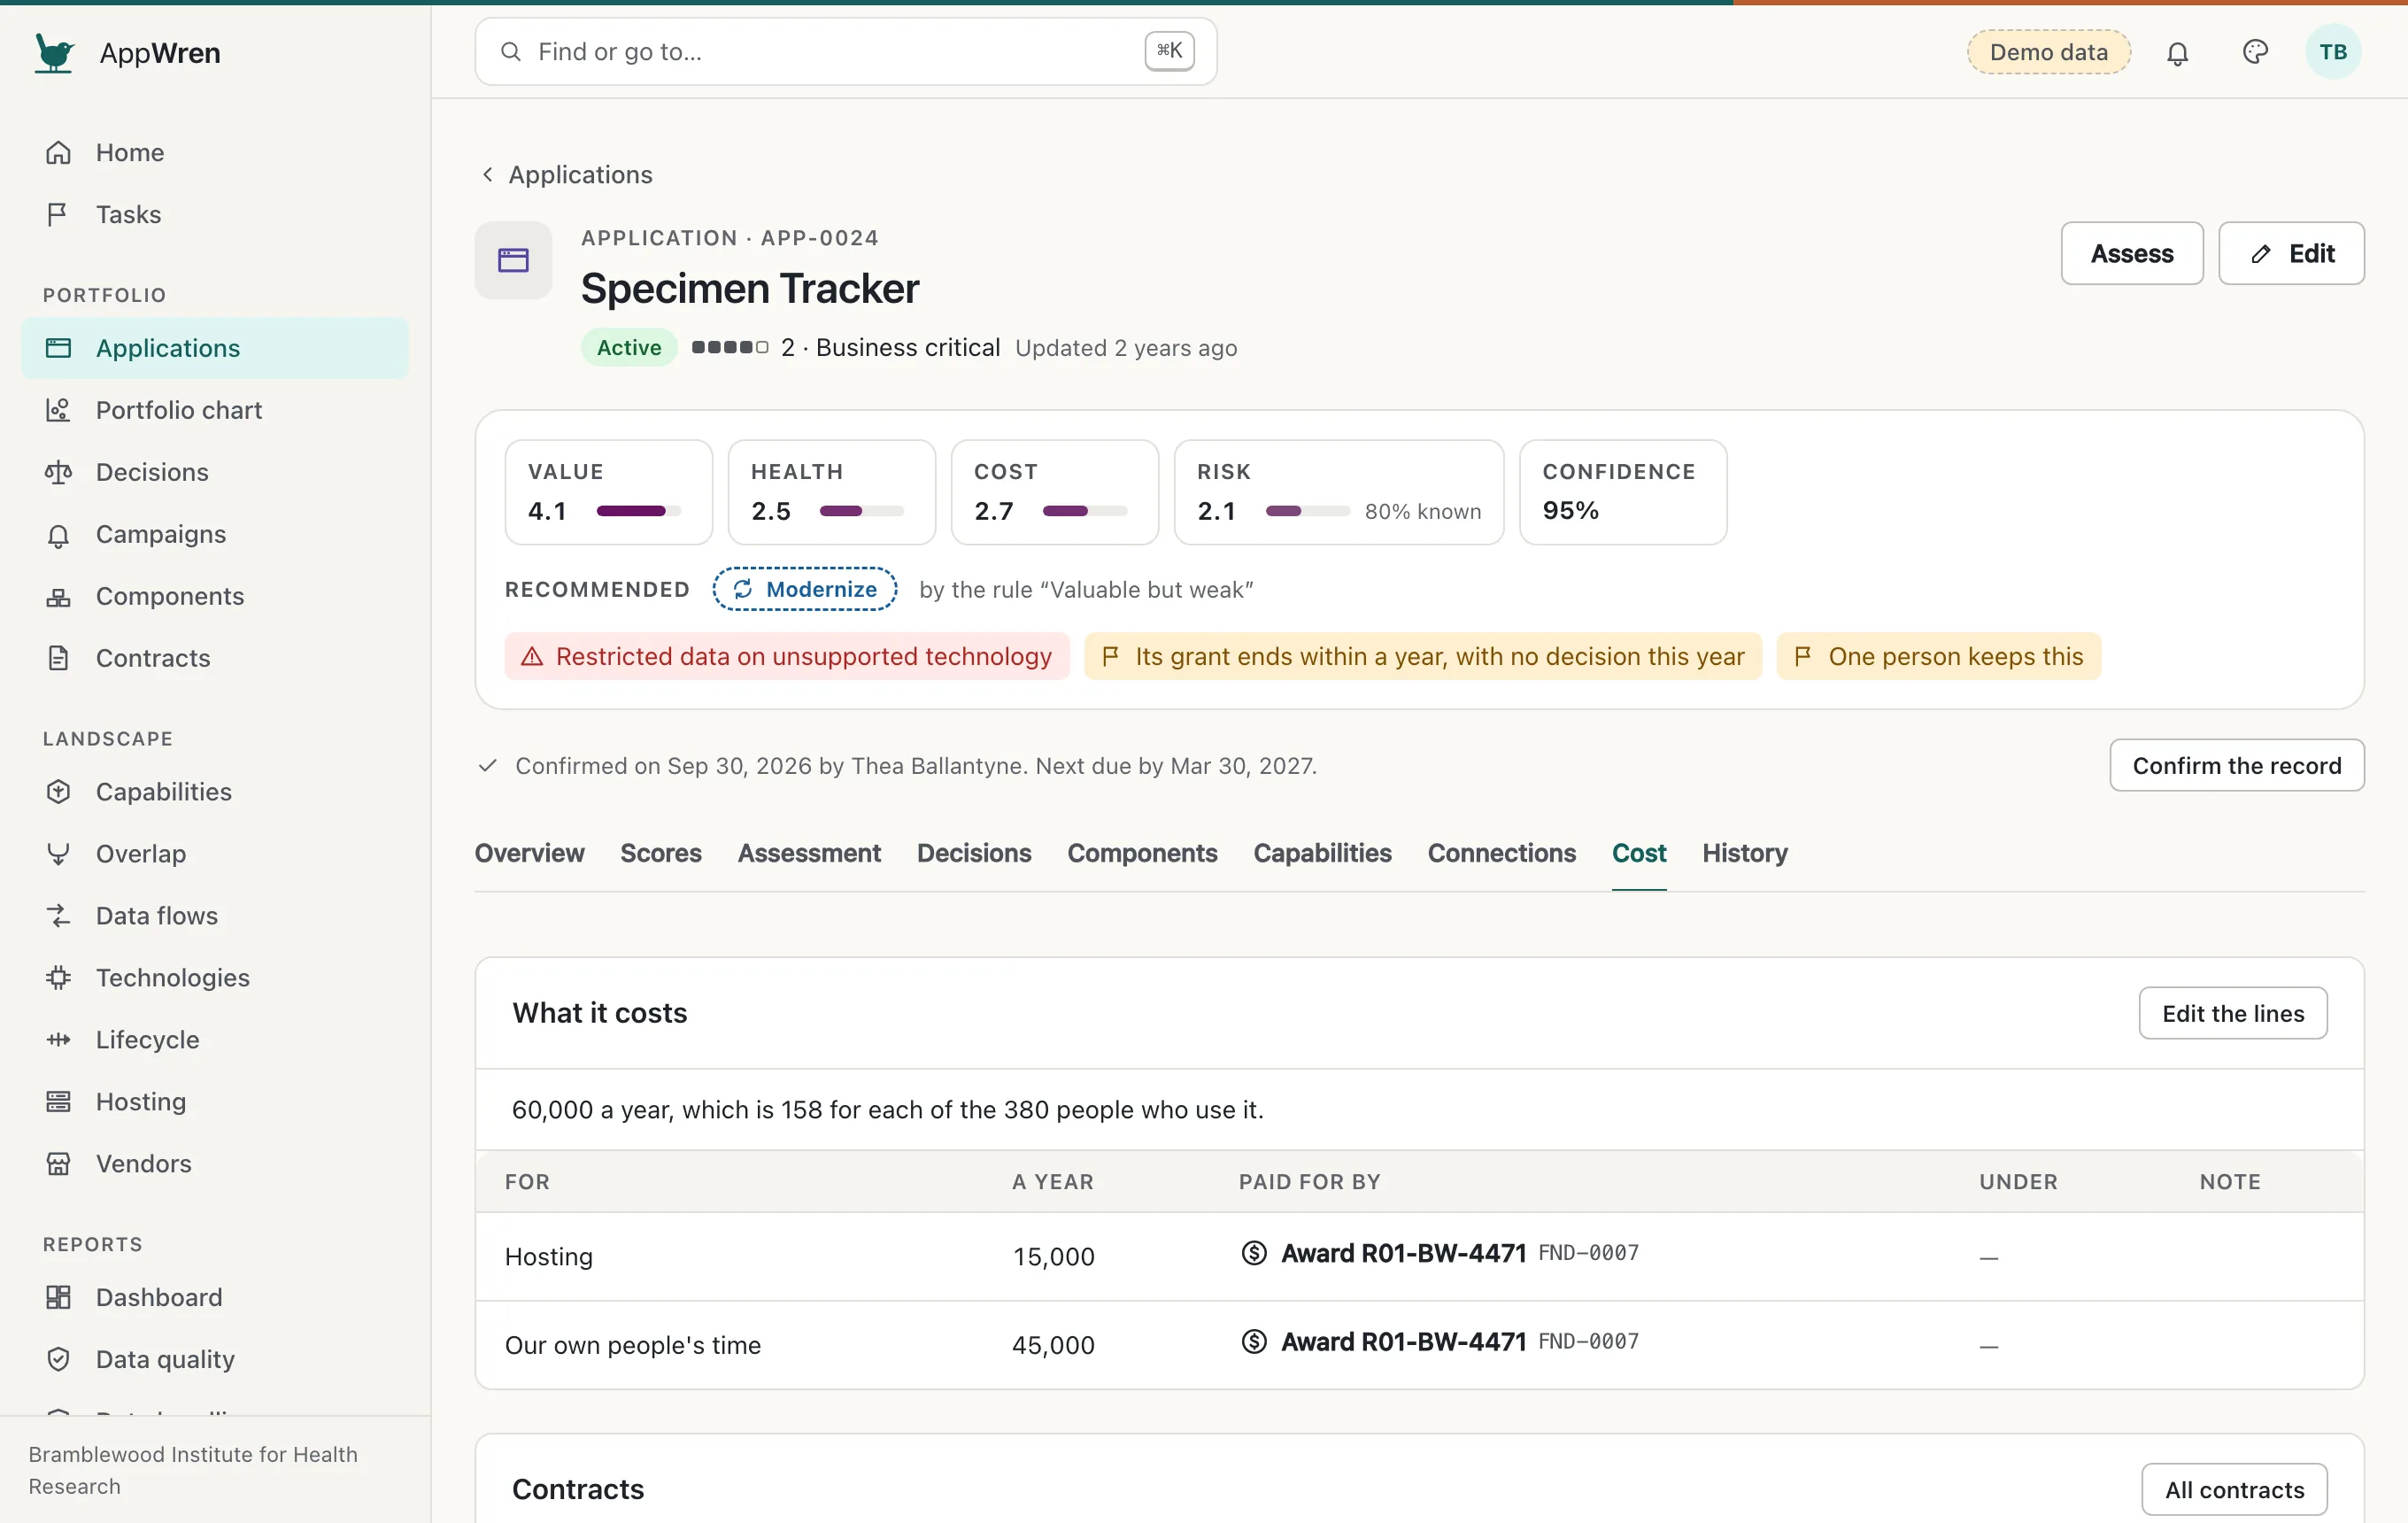 AppWren
Find or go to...
⌘K
Demo data
TB
Home
Tasks
PORTFOLIO
Applications
Portfolio chart
Decisions
Campaigns
Components
Contracts
LANDSCAPE
Capabilities
Overlap
Data flows
Technologies
Lifecycle
Hosting
Vendors
REPORTS
Dashboard
Data quality
Bramblewood Institute for Health
Research
Applications
APPLICATION · APP-0024
Specimen Tracker
Active 2 · Business critical Updated 2 years ago
Assess
Edit
VALUE
4.1
HEALTH
2.5
COST
2.7
RISK
2.1 80% known
CONFIDENCE
95%
RECOMMENDED Modernize by the rule “Valuable but weak”
Restricted data on unsupported technology
Its grant ends within a year, with no decision this year
One person keeps this
Confirmed on Sep 30, 2026 by Thea Ballantyne. Next due by Mar 30, 2027.
Confirm the record
Overview Scores Assessment Decisions Components Capabilities Connections Cost History
What it costs
Edit the lines
60,000 a year, which is 158 for each of the 380 people who use it.
FOR A YEAR PAID FOR BY UNDER NOTE
Hosting 15,000 Award R01-BW-4471 FND-0007 —
Our own people's time 45,000 Award R01-BW-4471 FND-0007 —
Contracts
All contracts